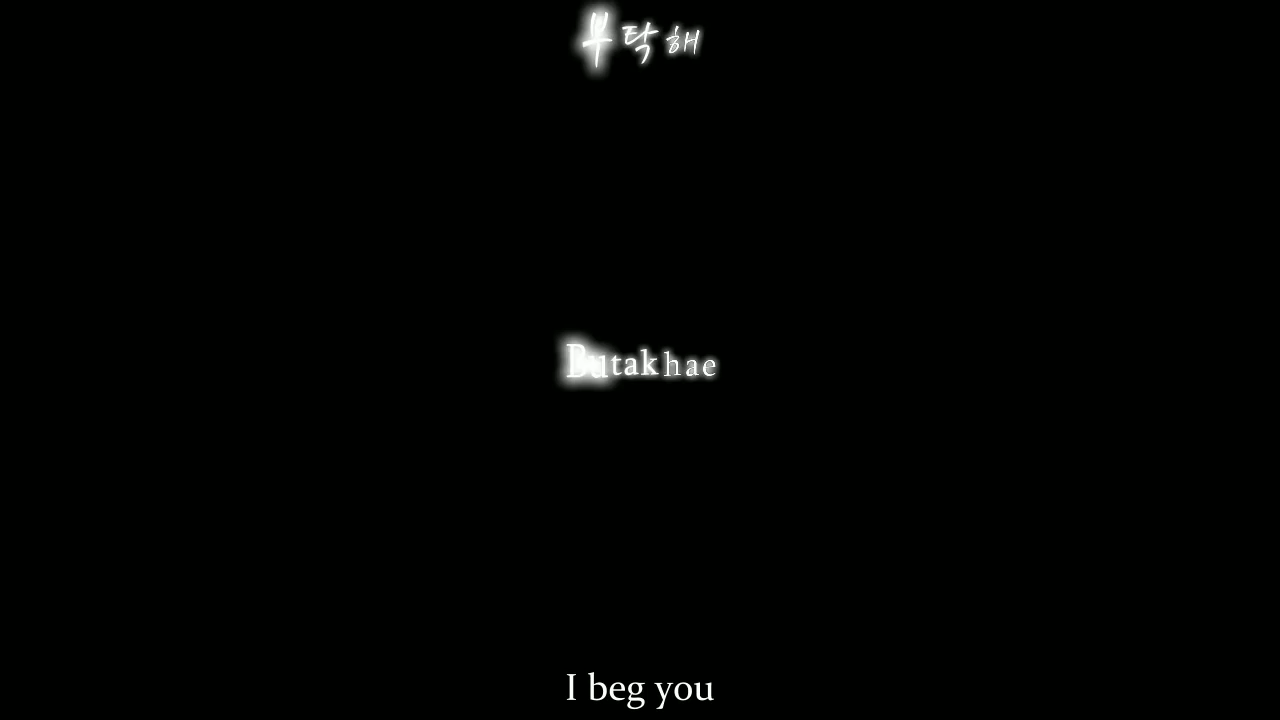 부탁해
Butakhae
I beg you